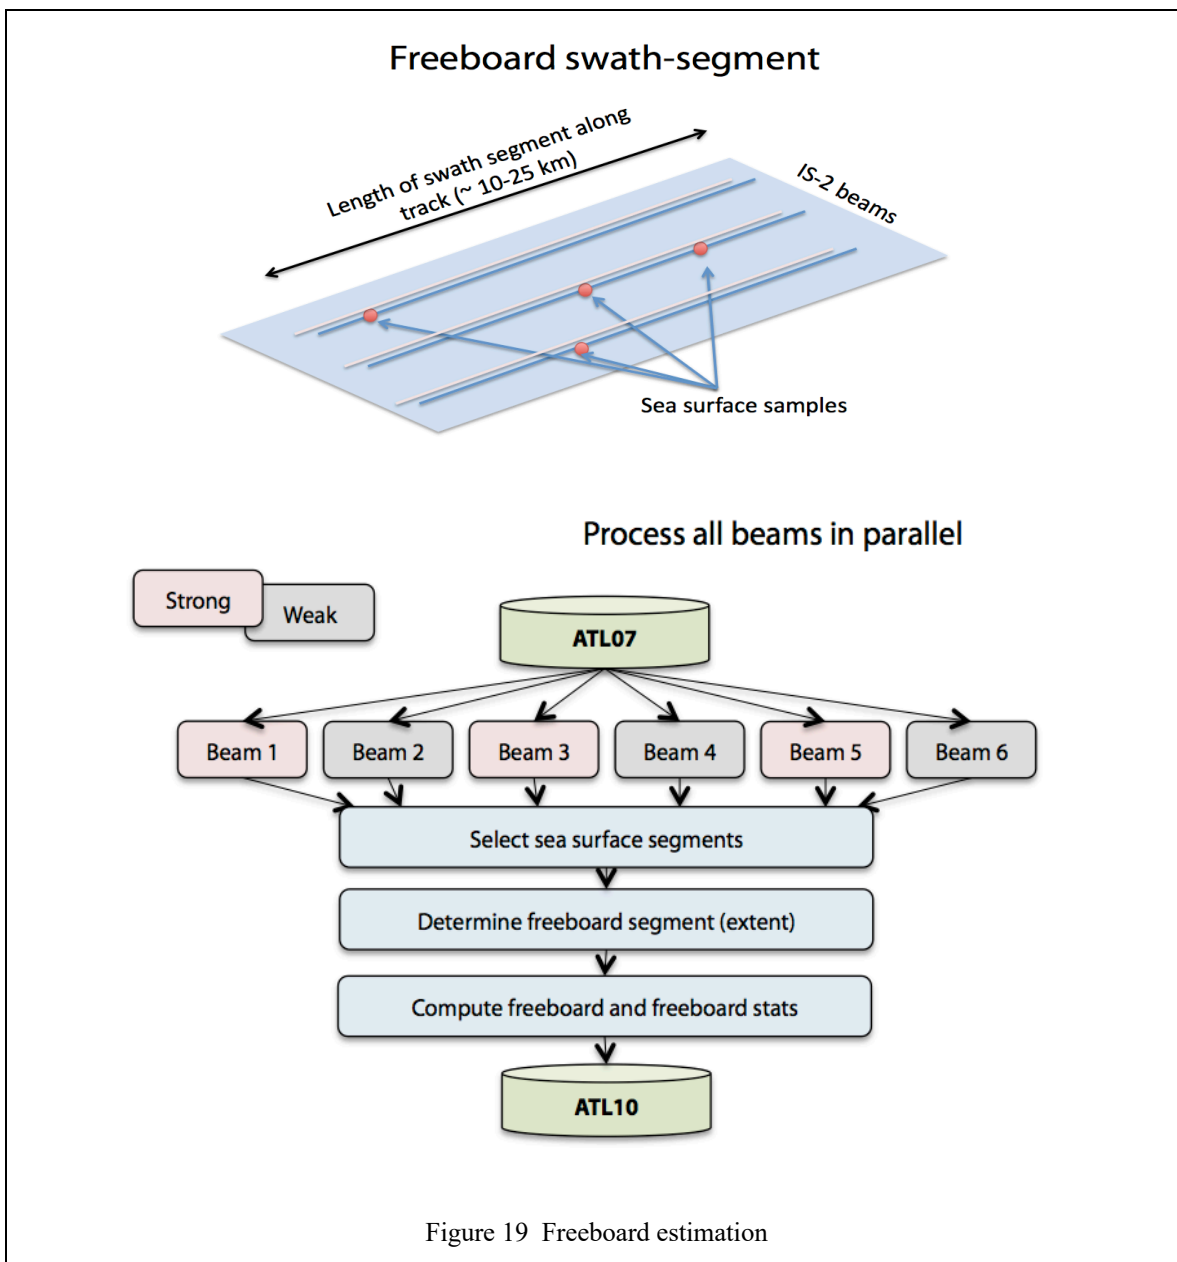 Freeboard swath-segment
Length of swath segment along
track (~ 10-25 km)
IS-2 beams
Sea surface samples
Process all beams in parallel
Strong
Weak
ATL07
Beam 1
Beam 2
Beam 3
Beam 4
Beam 5
Beam 6
Select sea surface segments
Determine freeboard segment (extent)
Compute freeboard and freeboard stats
ATL10
Figure 19  Freeboard estimation